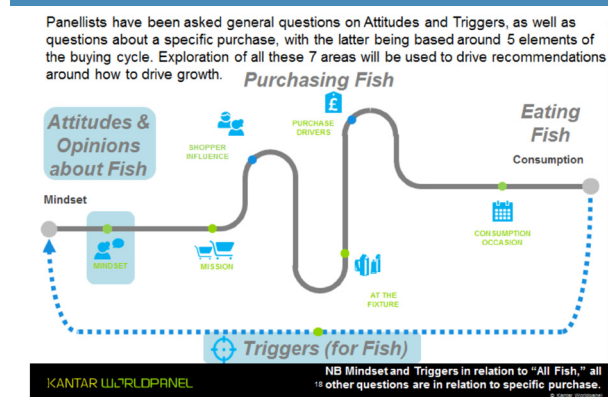 Panellists have been asked general questions on Attitudes and Triggers, as well as
questions about a specific purchase, with the latter being based around 5 elements of
the buying cycle. Exploration of all these 7 areas will be used to drive recommendations
around how to drive growth.
Purchasing Fish
Attitudes &
Opinions
about Fish
SHOPPER
INFLUENCE
£
PURCHASE
DRIVERS
Eating
Fish
Consumption
Mindset
MINDSET
MISSION
AT THE
FIXTURE
CONSUMPTION
OCCASION
Triggers (for Fish)
KANTAR WORLDPANEL
NB Mindset and Triggers in relation to “All Fish,” all
18 other questions are in relation to specific purchase.
© Kantar Worldpanel